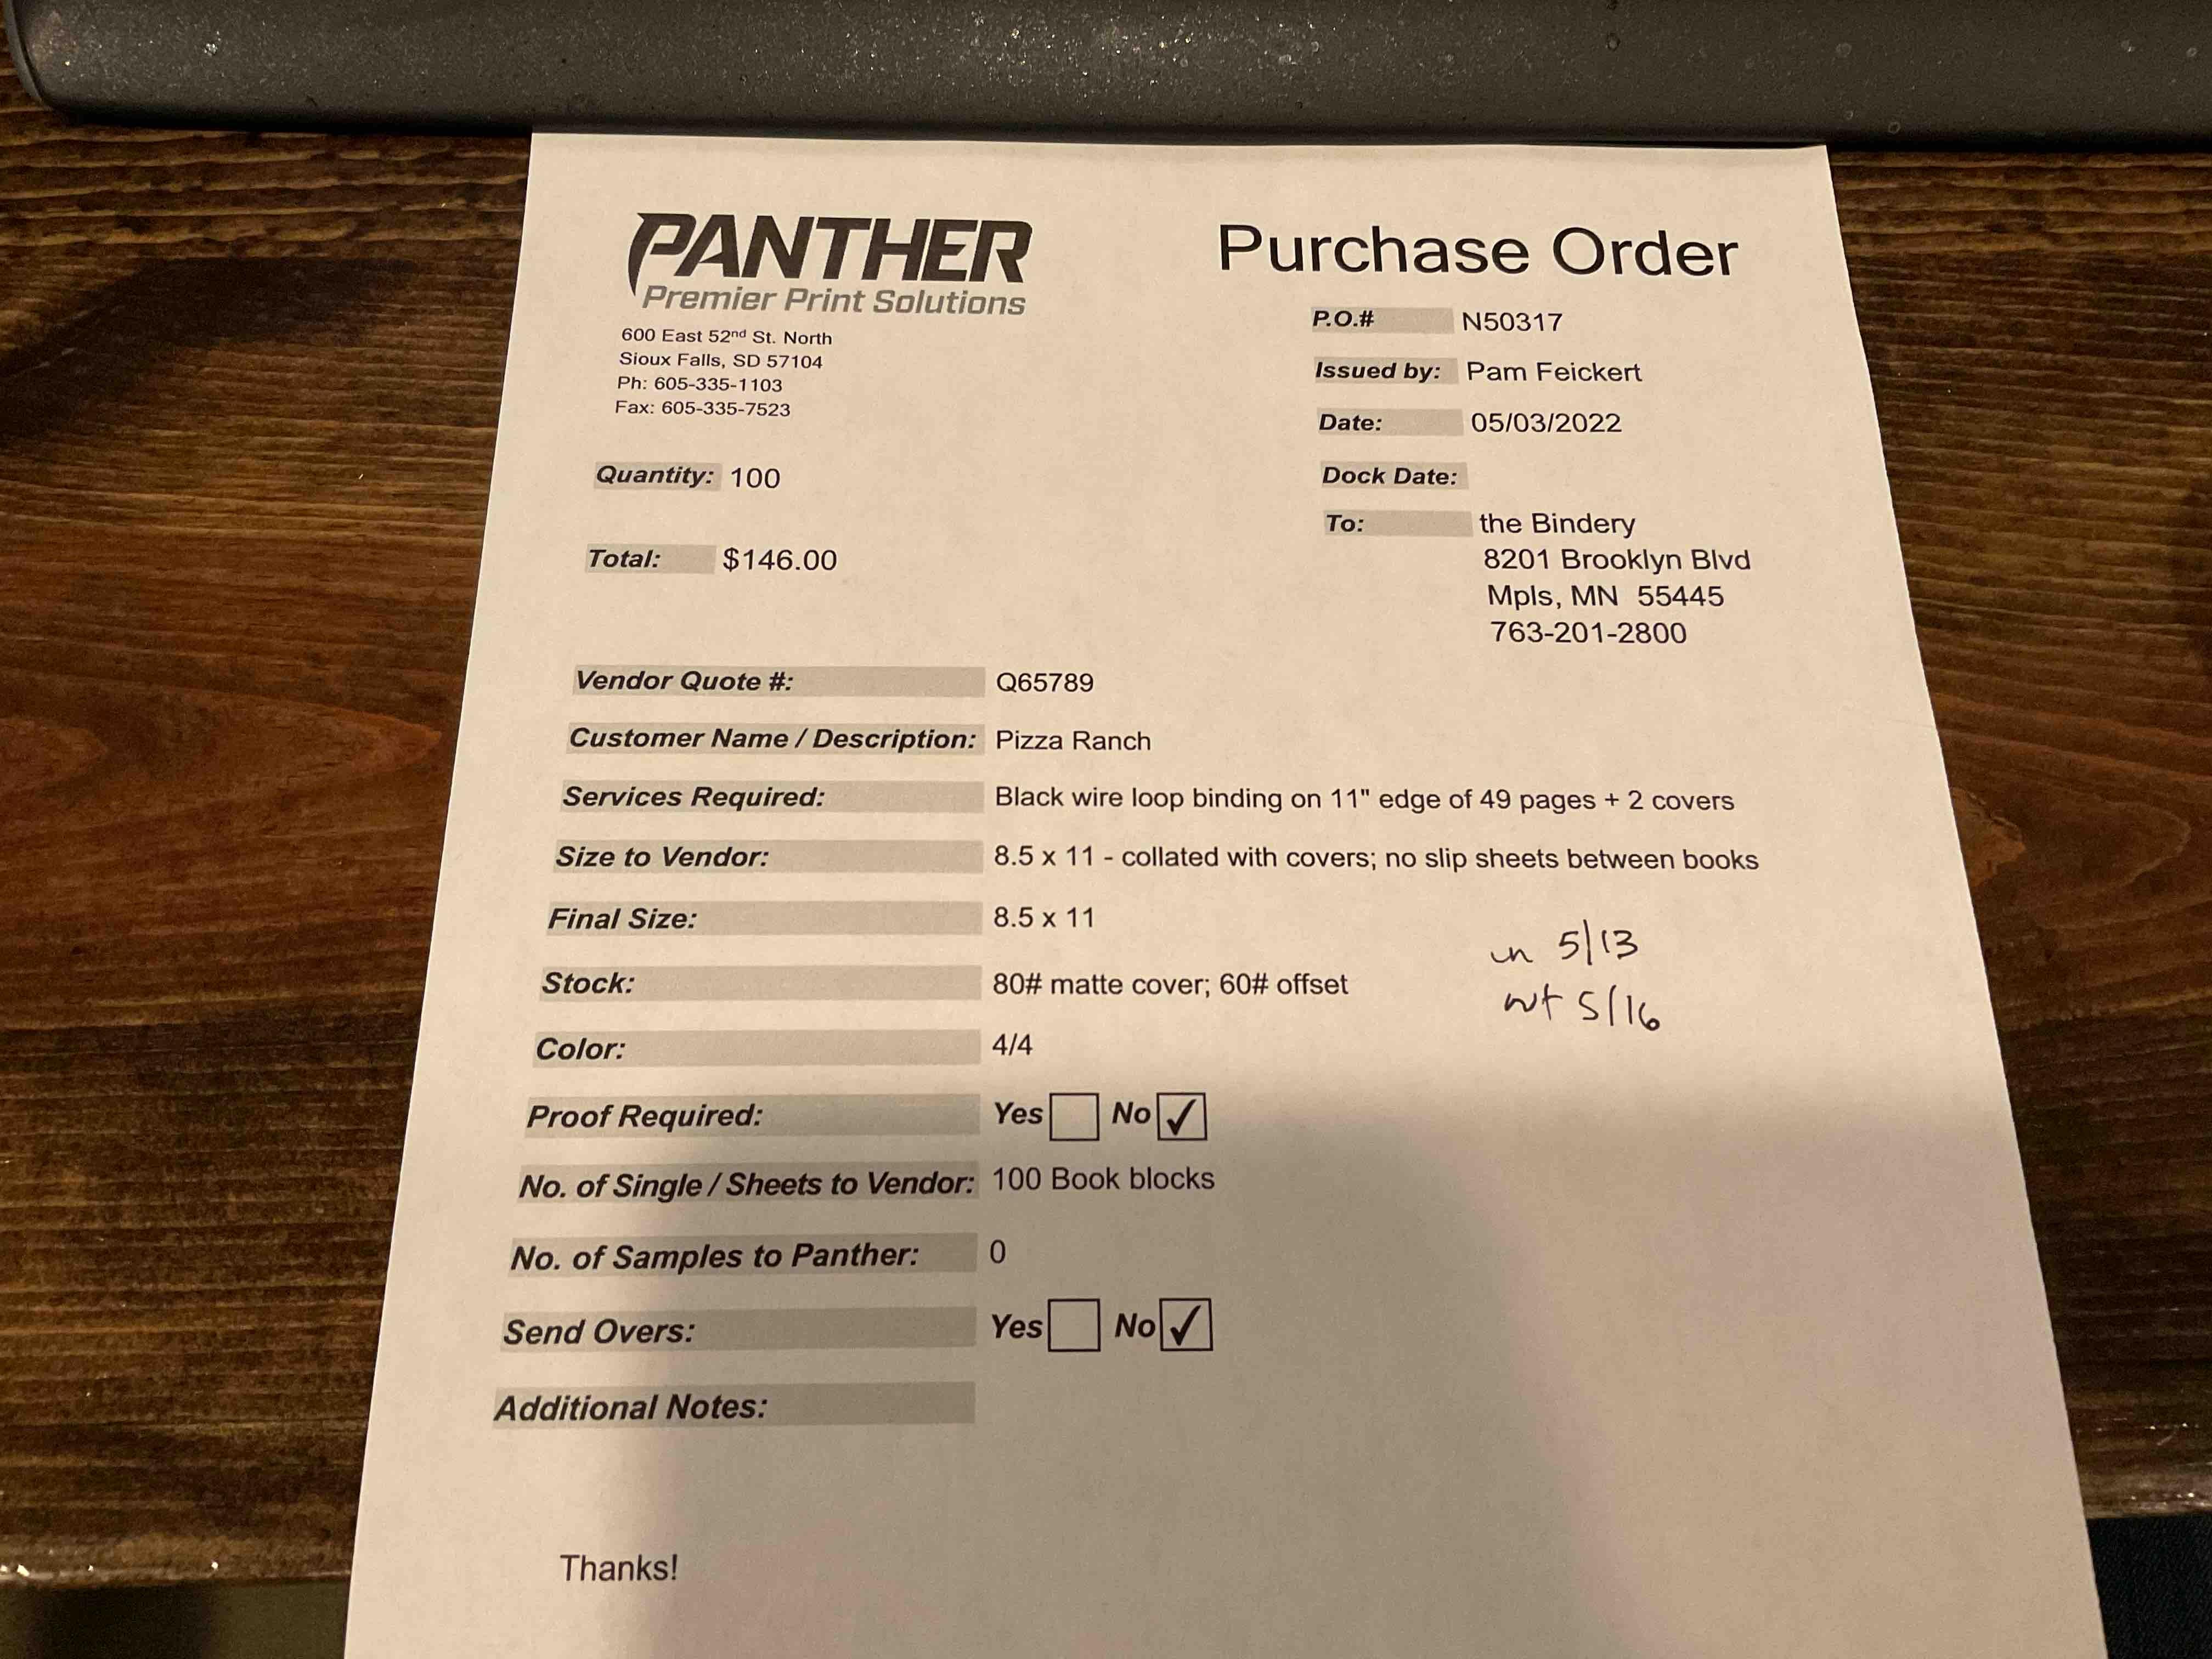 PANTHER
Premier Print Solutions
600 East 52nd St. North
Sioux Falls, SD 57104
Ph: 605-335-1103
Fax: 605-335-7523
Purchase Order
P.O.# N50317
Issued by: Pam Feickert
Date: 05/03/2022
Dock Date:
To: the Bindery
8201 Brooklyn Blvd
Mpls, MN 55445
763-201-2800
Quantity: 100
Total: $146.00
Vendor Quote #: Q65789
Customer Name / Description: Pizza Ranch
Services Required: Black wire loop binding on 11" edge of 49 pages + 2 covers
Size to Vendor: 8.5 x 11 - collated with covers; no slip sheets between books
Final Size: 8.5 x 11
in 5/13
Stock: 80# matte cover; 60# offset
5/16
Color: 4/4
Proof Required: Yes No ✓
No. of Single / Sheets to Vendor: 100 Book blocks
No. of Samples to Panther: 0
Send Overs: Yes No ✓
Additional Notes:
Thanks!